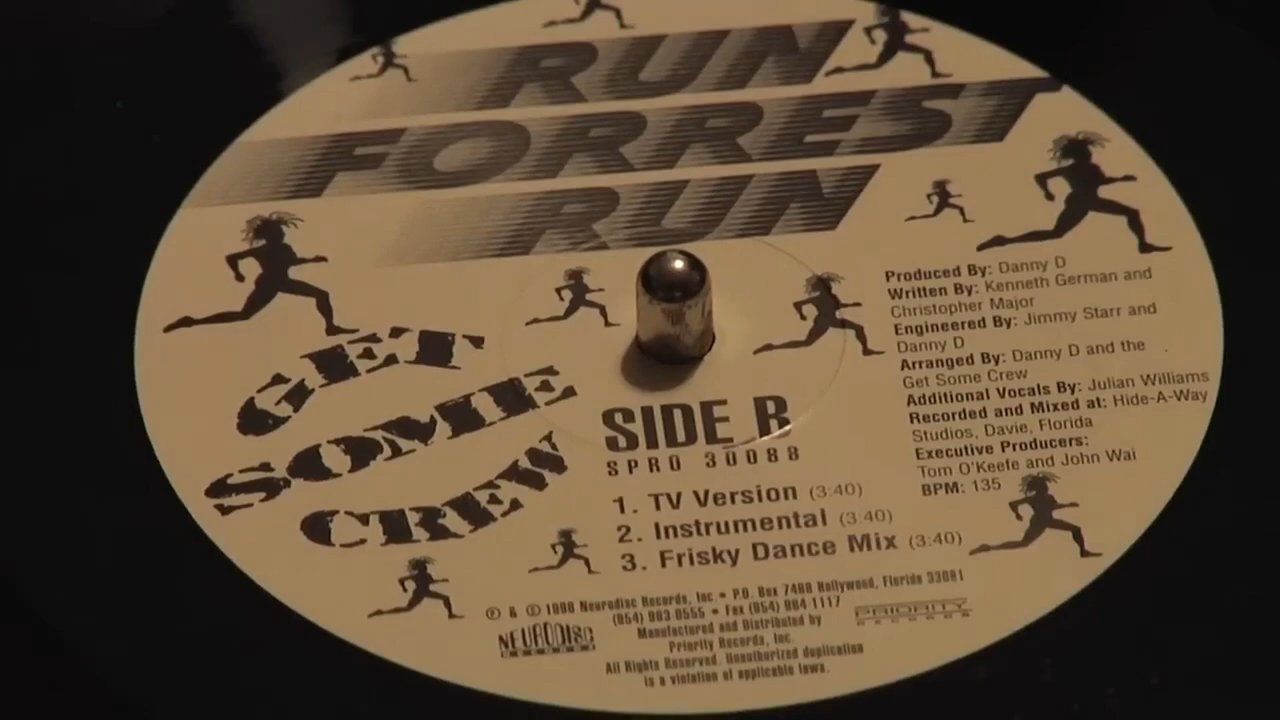 RUN
FORREST
RUN
GET
SOME
CREW
SIDE B
SPRO 30088
1. TV Version (3:40)
2. Instrumental (3:40)
3. Frisky Dance Mix (3:40)
Produced By: Danny D
Written By: Kenneth German and
Christopher Major
Engineered By: Jimmy Starr and
Danny D
Arranged By: Danny D and the
Get Some Crew
Additional Vocals By: Julian Williams
Recorded and Mixed at: Hide-A-Way
Studios, Davie, Florida
Executive Producers:
Tom O'Keefe and John Wai
BPM: 135
℗ & © 1998 Neurodisc Records, Inc. • P.O. Box 7488 Hollywood, Florida 33081
(954) 983-0555 • Fax (954) 984-1117
Manufactured and Distributed by
Priority Records, Inc.
All Rights Reserved. Unauthorized duplication
is a violation of applicable laws.
NEURODISC
RECORDS
PRIORITY
RECORDS